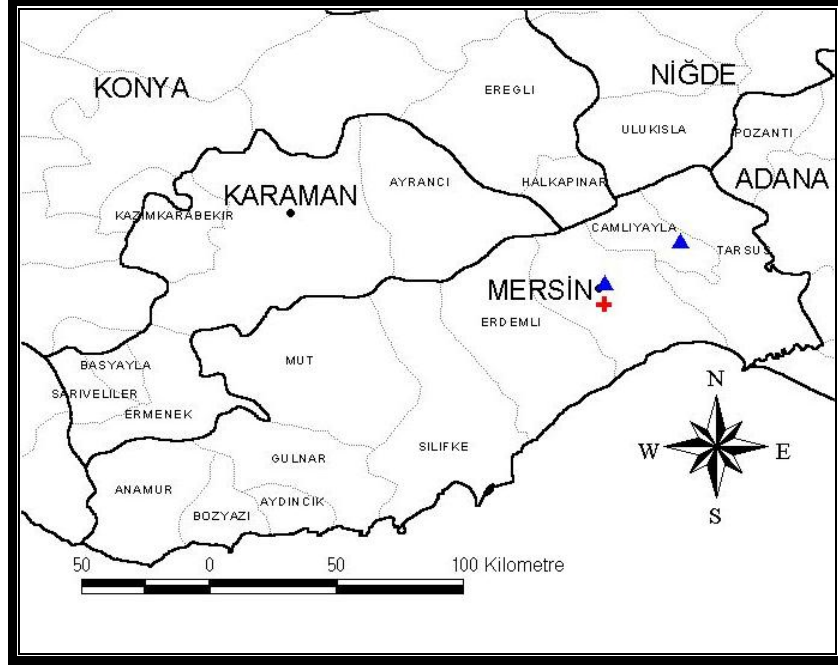 NİĞDE
KONYA
EREGLI
ULUKISLA
POZANTI
ADANA
HALKAPINAR
AYRANCI
KARAMAN
KAZIMKARABEKIR
CAMLIYAYLA
TARSUS
MERSİN
ERDEMLI
MUT
BASYAYLA
SARIVELILER
ERMENEK
N
SILIFKE
W
E
GULNAR
ANAMUR
AYDINCIK
BOZYAZI
S
50 0 50 100 Kilometre